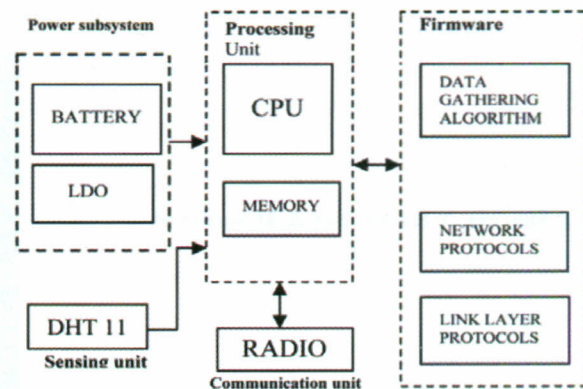 Power subsystem
BATTERY
LDO
DHT 11
Sensing unit
Processing
Unit
CPU
MEMORY
RADIO
Communication unit
Firmware
DATA
GATHERING
ALGORITHM
NETWORK
PROTOCOLS
LINK LAYER
PROTOCOLS